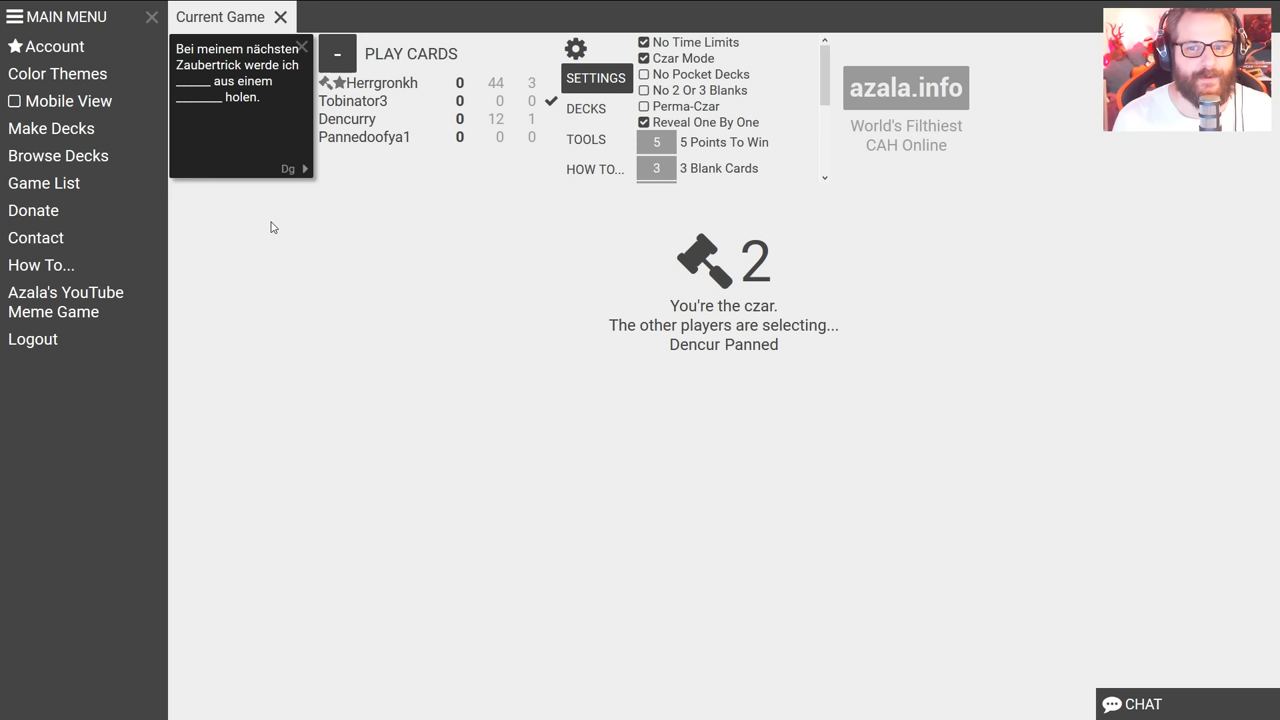 MAIN MENU
Account
Color Themes
Mobile View
Make Decks
Browse Decks
Game List
Donate
Contact
How To...
Azala's YouTube
Meme Game
Logout
Current Game
Bei meinem nächsten
Zaubertrick werde ich
_____ aus einem
______ holen.
Dg
- PLAY CARDS
Herrgronkh 0 44 3
Tobinator3 0 0 0
Dencurry 0 12 1
Pannedoofya1 0 0 0
SETTINGS
DECKS
TOOLS
HOW TO...
No Time Limits
Czar Mode
No Pocket Decks
No 2 Or 3 Blanks
Perma-Czar
Reveal One By One
5 5 Points To Win
3 3 Blank Cards
azala.info
World's Filthiest
CAH Online
2
You're the czar.
The other players are selecting...
Dencur Panned
CHAT